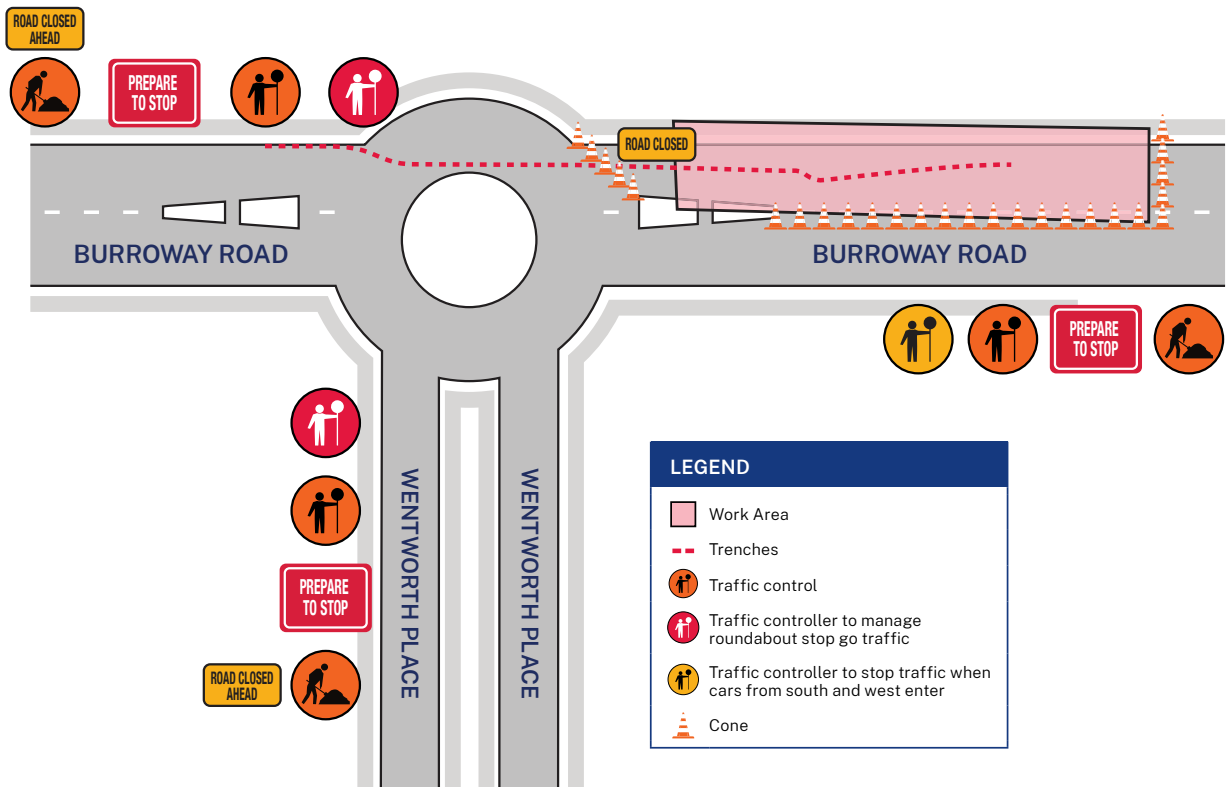 ROAD CLOSED
AHEAD
PREPARE
TO STOP
ROAD CLOSED
BURROWAY ROAD
BURROWAY ROAD
PREPARE
TO STOP
WENTWORTH PLACE
WENTWORTH PLACE
PREPARE
TO STOP
ROAD CLOSED
AHEAD
LEGEND
Work Area
Trenches
Traffic control
Traffic controller to manage
roundabout stop go traffic
Traffic controller to stop traffic when
cars from south and west enter
Cone